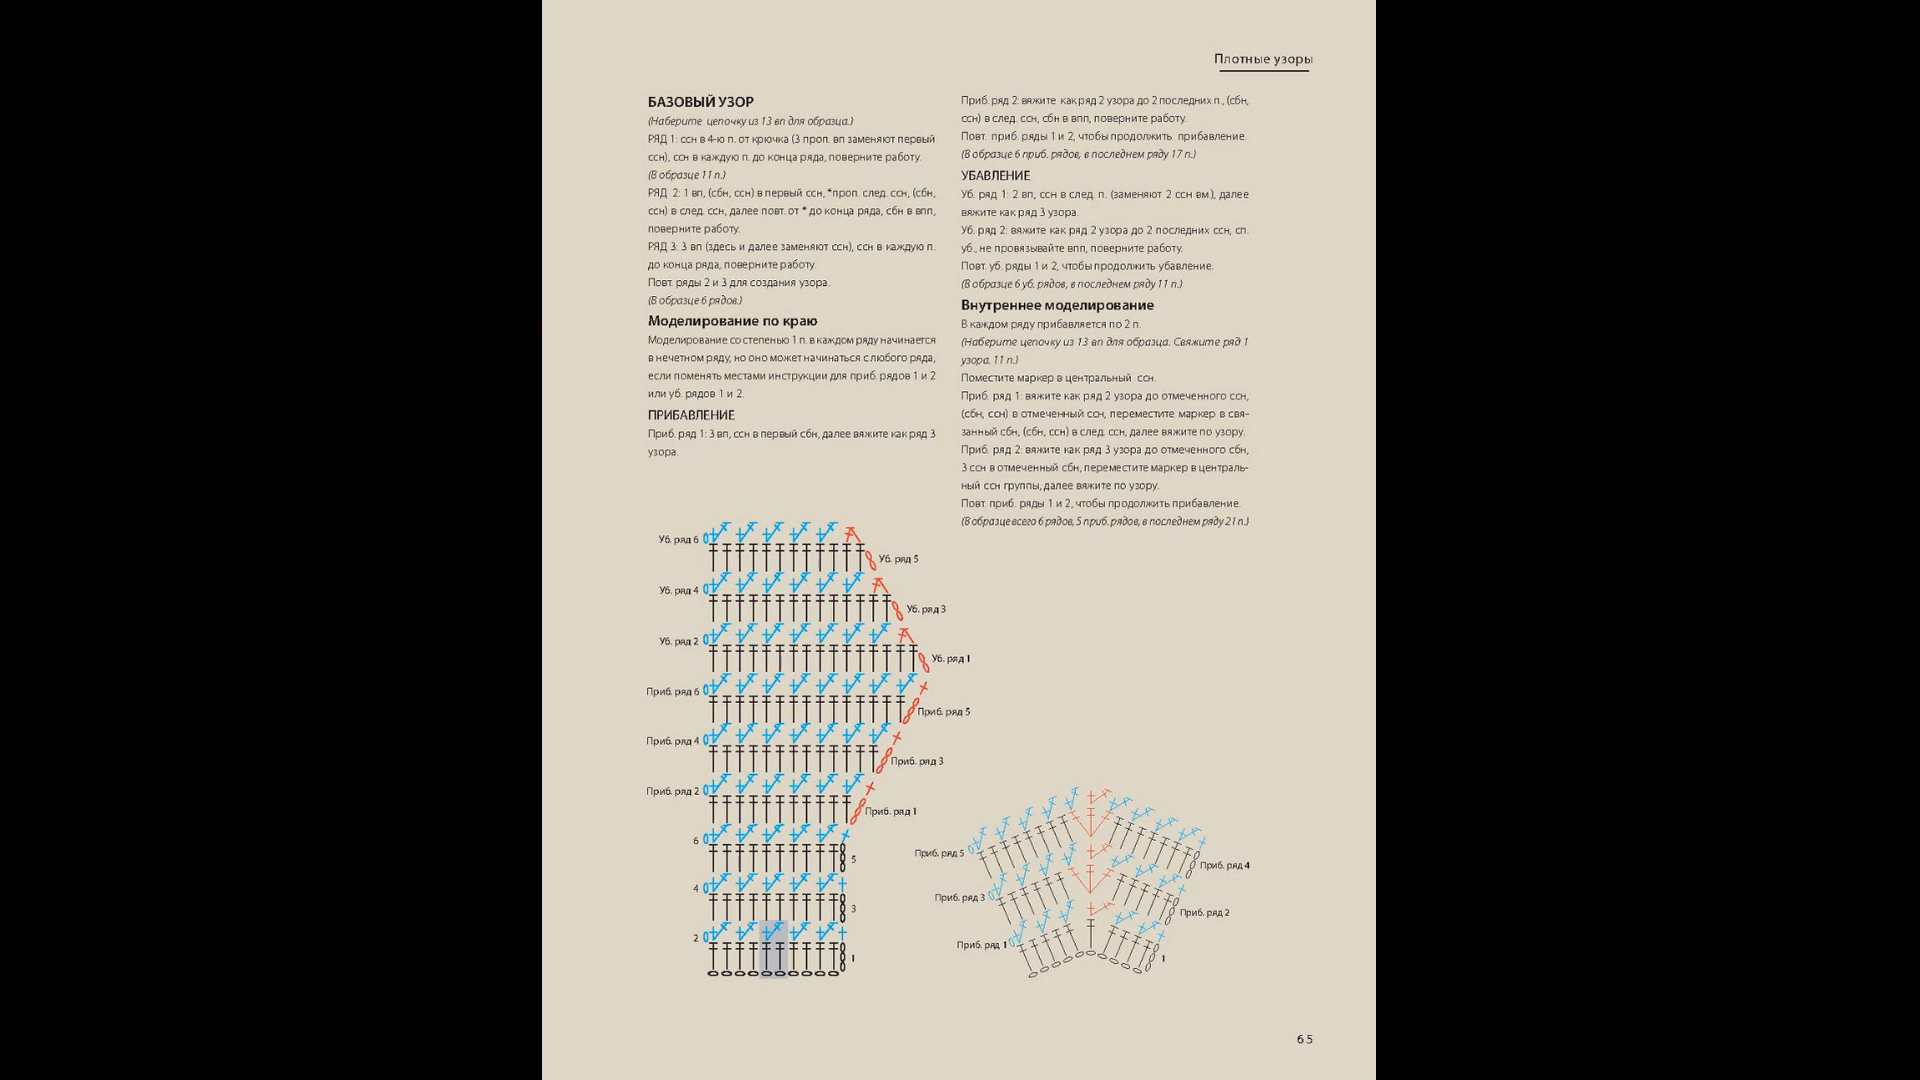 Плотные узоры
БАЗОВЫЙ УЗОР
(Наберите цепочку из 13 вп для образца.)
РЯД 1: ссн в 4-ю п. от крючка (3 проп. вп заменяют первый
ссн), ссн в каждую п. до конца ряда, поверните работу.
(В образце 11 п.)
РЯД 2: 1 вп, (сбн, ссн) в первый ссн, *проп. след. ссн, (сбн,
ссн) в след. ссн, далее повт. от * до конца ряда, сбн в впп,
поверните работу.
РЯД 3: 3 вп (здесь и далее заменяют ссн), ссн в каждую п.
до конца ряда, поверните работу.
Повт. ряды 2 и 3 для создания узора.
(В образце 6 рядов.)
Моделирование по краю
Моделирование со степенью 1 п. в каждом ряду начинается
в нечетном ряду, но оно может начинаться с любого ряда,
если поменять местами инструкции для приб. рядов 1 и 2
или уб. рядов 1 и 2.
ПРИБАВЛЕНИЕ
Приб. ряд 1: 3 вп, ссн в первый сбн, далее вяжите как ряд 3
узора.
Приб. ряд 2: вяжите как ряд 2 узора до 2 последних п., (сбн,
ссн) в след. ссн, сбн в впп, поверните работу.
Повт. приб. ряды 1 и 2, чтобы продолжить прибавление.
(В образце 6 приб. рядов, в последнем ряду 17 п.)
УБАВЛЕНИЕ
Уб. ряд 1: 2 вп, ссн в след. п. (заменяют 2 ссн вм.), далее
вяжите как ряд 3 узора.
Уб. ряд 2: вяжите как ряд 2 узора до 2 последних ссн, сп.
уб., не провязывайте впп, поверните работу.
Повт. уб. ряды 1 и 2, чтобы продолжить убавление.
(В образце 6 уб. рядов, в последнем ряду 11 п.)
Внутреннее моделирование
В каждом ряду прибавляется по 2 п.
(Наберите цепочку из 13 вп для образца. Свяжите ряд 1
узора. 11 п.)
Поместите маркер в центральный ссн.
Приб. ряд 1: вяжите как ряд 2 узора до отмеченного ссн,
(сбн, ссн) в отмеченный ссн, переместите маркер в свя-
занный сбн, (сбн, ссн) в след. ссн, далее вяжите по узору.
Приб. ряд 2: вяжите как ряд 3 узора до отмеченного сбн,
3 ссн в отмеченный сбн, переместите маркер в централь-
ный ссн группы, далее вяжите по узору.
Повт. приб. ряды 1 и 2, чтобы продолжить прибавление.
(В образце всего 6 рядов, 5 приб. рядов, в последнем ряду 21 п.)
Уб. ряд 6
Уб. ряд 5
Уб. ряд 4
Уб. ряд 3
Уб. ряд 2
Уб. ряд 1
Приб. ряд 6
Приб. ряд 5
Приб. ряд 4
Приб. ряд 3
Приб. ряд 2
Приб. ряд 1
6
5
4
3
2
1
Приб. ряд 5
Приб. ряд 4
Приб. ряд 3
Приб. ряд 2
Приб. ряд 1
1
65